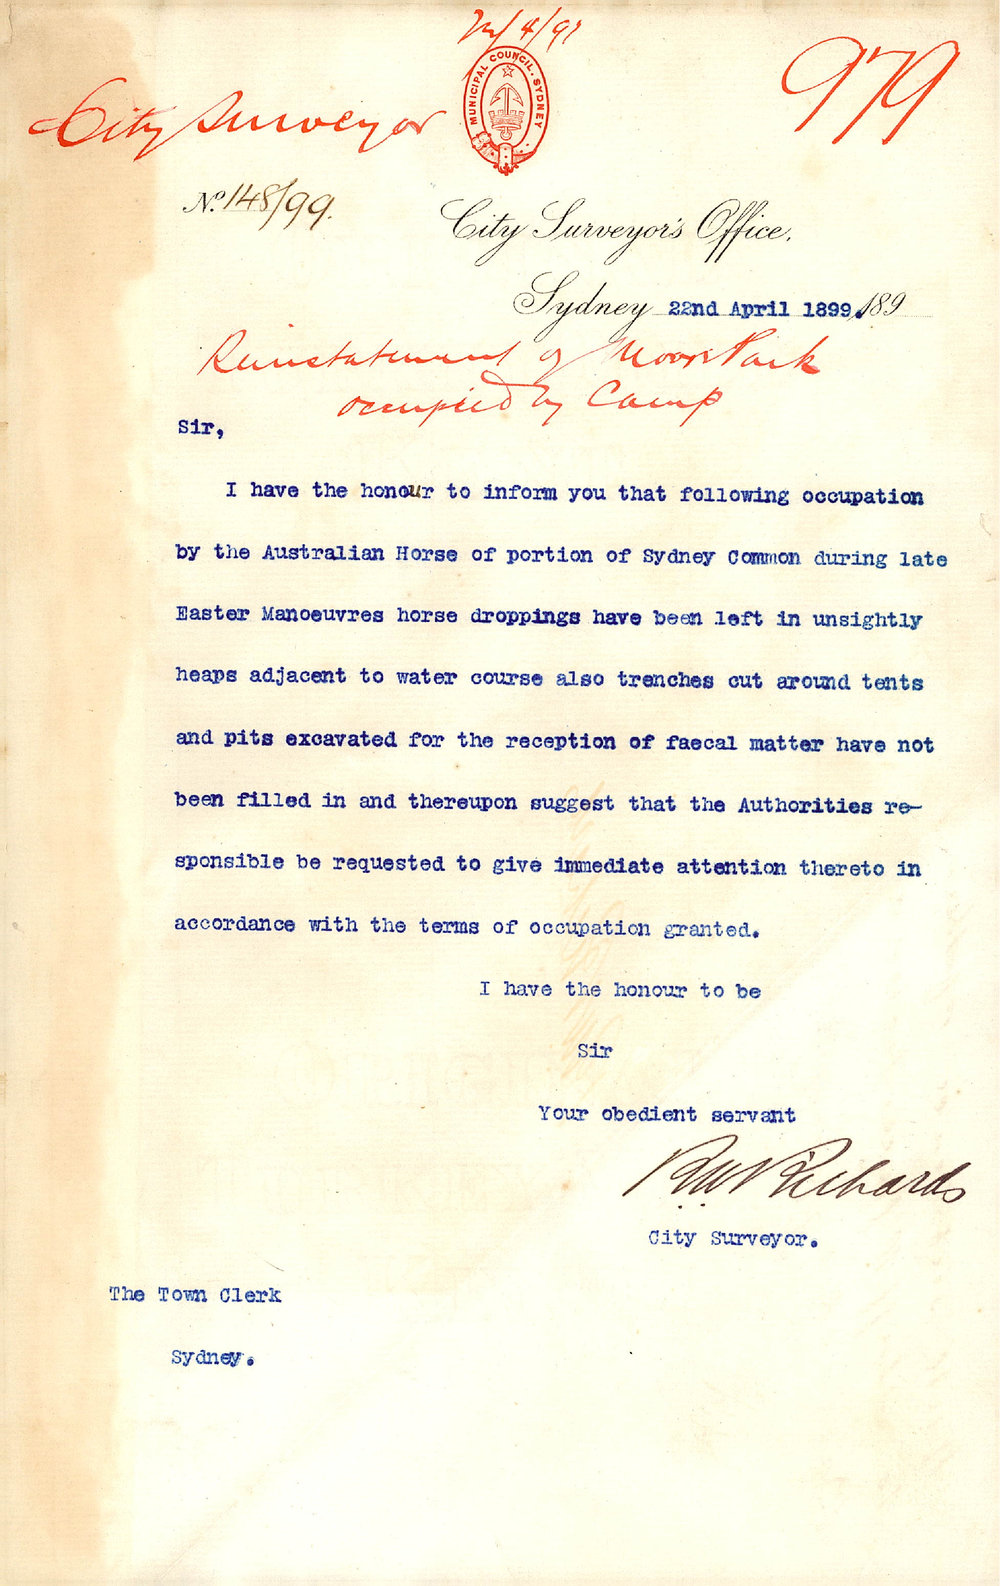 /4/99
979
MUNICIPAL COUNCIL. SYDNEY
City Surveyor
No. 148/99.
City Surveyor's Office.
Sydney 22nd April 1899. 189
Reinstatement of Moore Park
occupied by Camp
Sir,
I have the honour to inform you that following occupation
by the Australian Horse of portion of Sydney Common during late
Easter Manoeuvres horse droppings have been left in unsightly
heaps adjacent to water course also trenches cut around tents
and pits excavated for the reception of faecal matter have not
been filled in and thereupon suggest that the Authorities re-
sponsible be requested to give immediate attention thereto in
accordance with the terms of occupation granted.
I have the honour to be
Sir
Your obedient servant
R.W. Richards
City Surveyor.
The Town Clerk
Sydney.